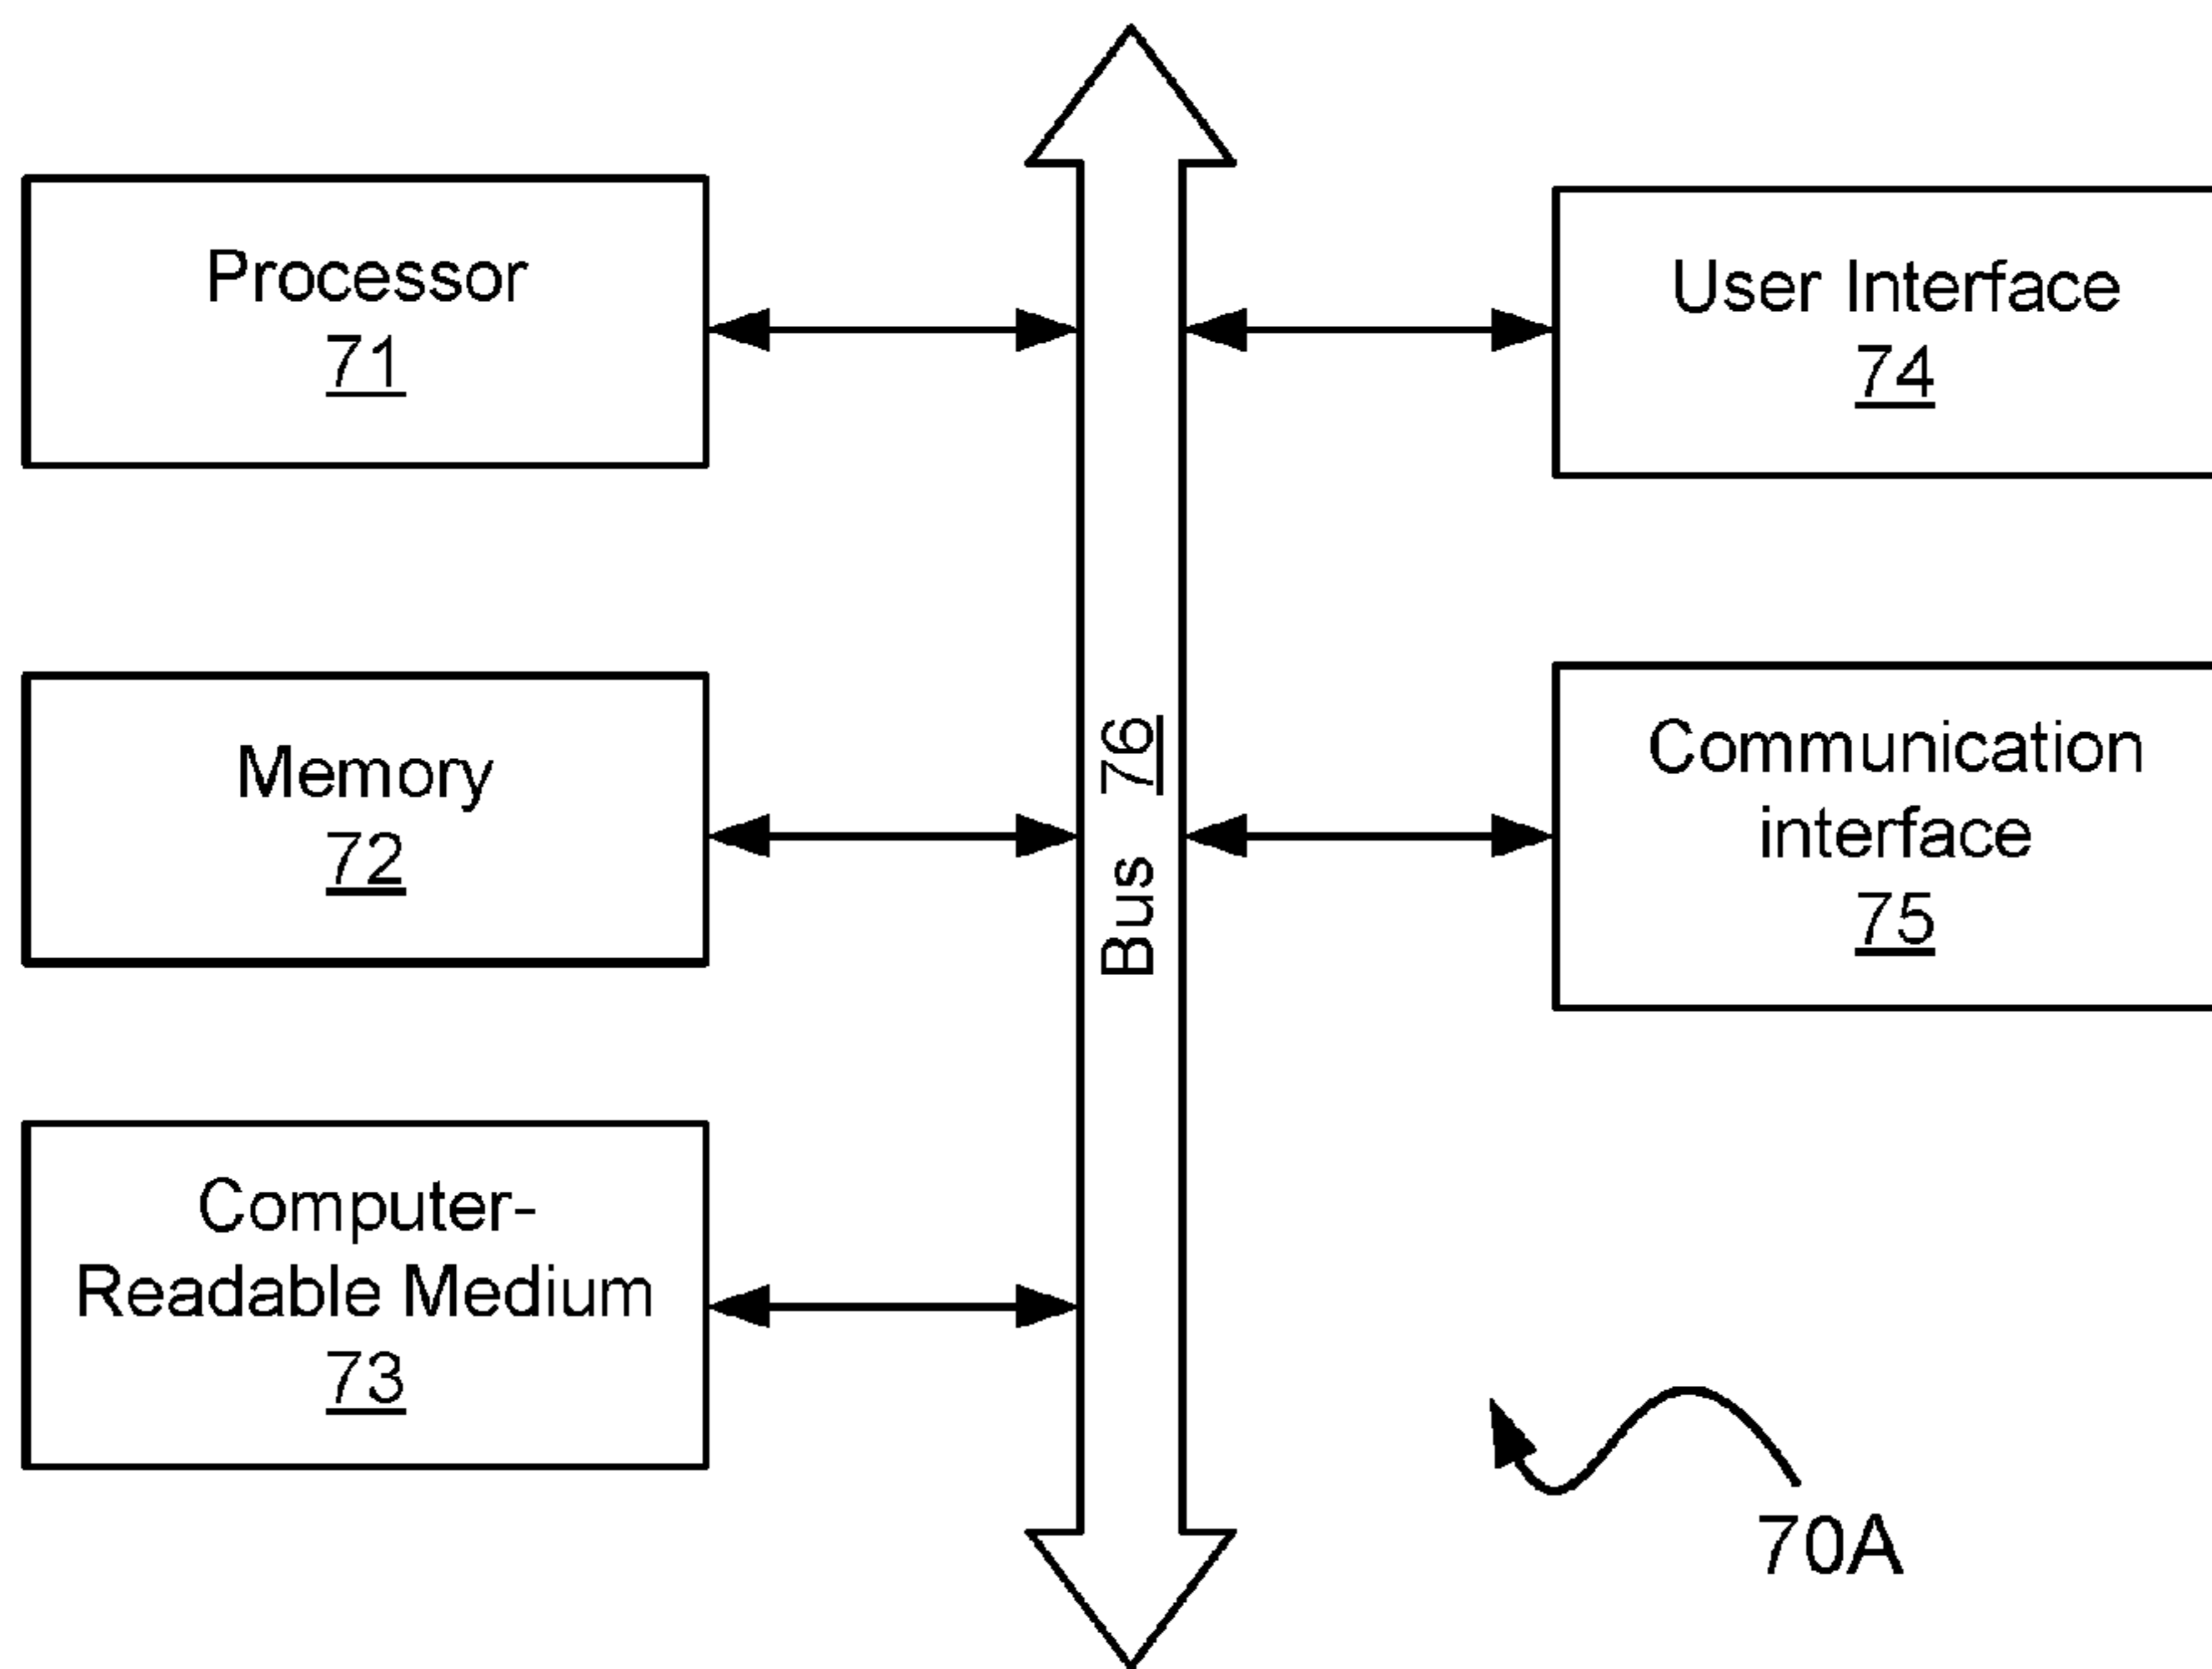 Processor
71
Memory
72
Computer-
Readable Medium
73
Bus 76
User Interface
74
Communication
interface
75
70A